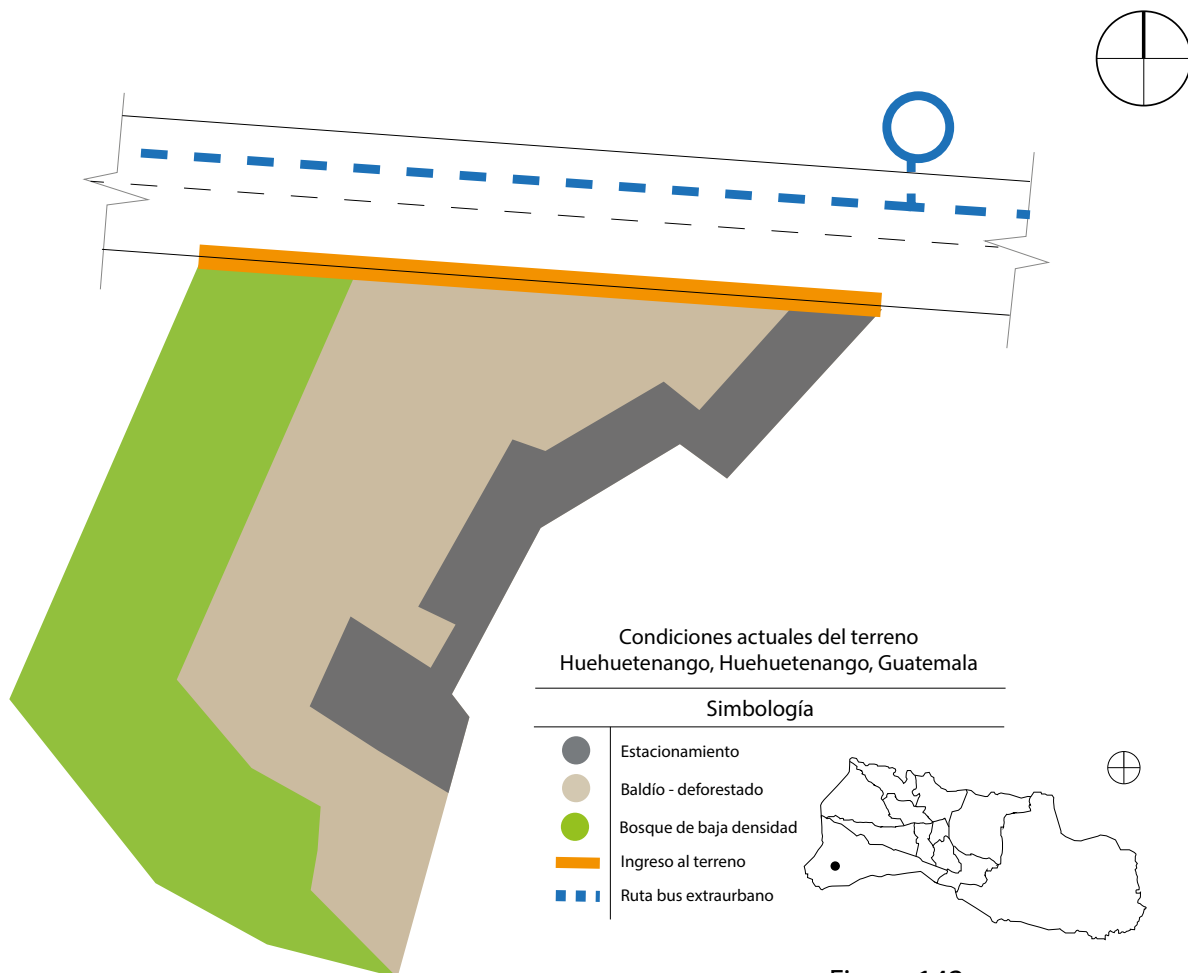 Condiciones actuales del terreno
Huehuetenango, Huehuetenango, Guatemala
Simbología
Estacionamiento
Baldío - deforestado
Bosque de baja densidad
Ingreso al terreno
Ruta bus extraurbano